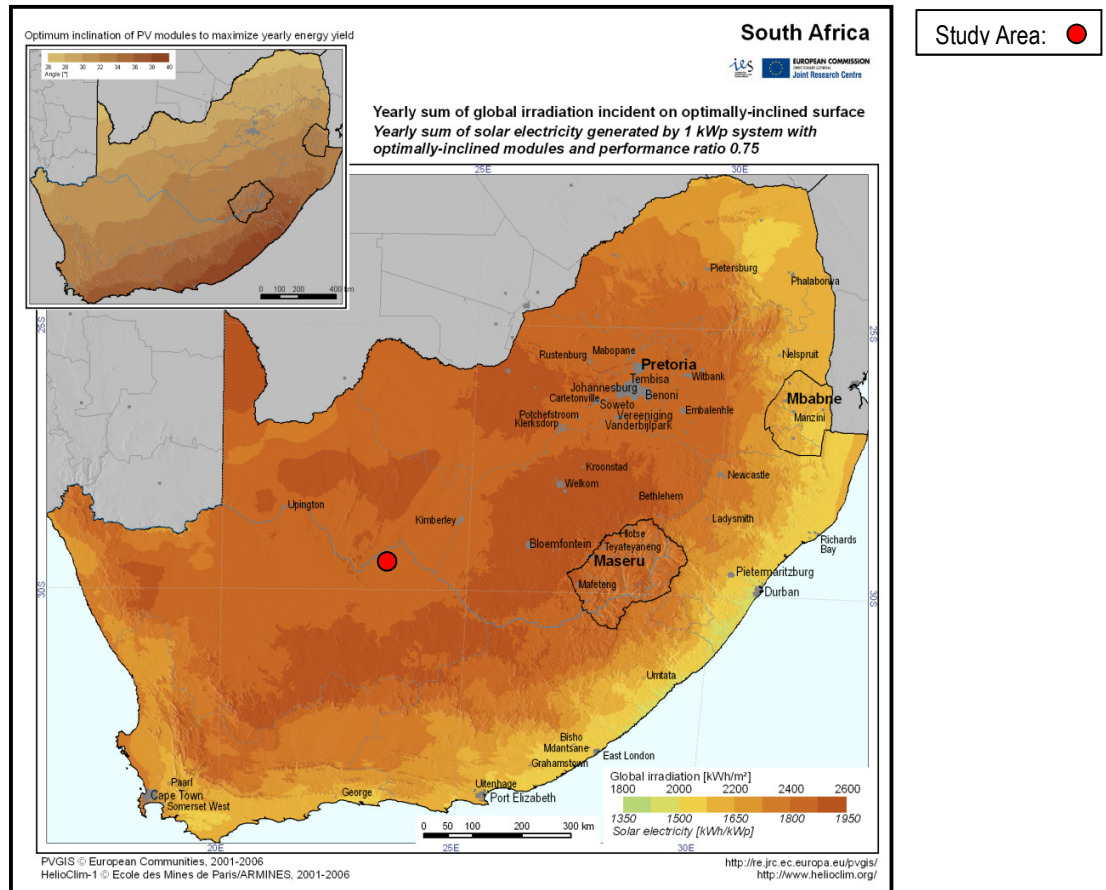 South Africa
Study Area:
Optimum inclination of PV modules to maximize yearly energy yield
26 28 30 32 34 36 38 40
Angle [°]
0 100 200 400 km
ies
EUROPEAN COMMISSION
DIRECTORATE-GENERAL
Joint Research Centre
Yearly sum of global irradiation incident on optimally-inclined surface
Yearly sum of solar electricity generated by 1 kWp system with
optimally-inclined modules and performance ratio 0.75
25E
30E
Pietersburg
Phalaborwa
25S
25S
Rustenburg
Mabopane
Nelspruit
Pretoria
Tembisa
Witbank
Johannesburg
Benoni
Mbabne
Carletonville
Soweto
Embalenhle
Potchefstroom
Vereeniging
Manzini
Klerksdorp
Vanderbijlpark
Kroonstad
Newcastle
Welkom
Bethlehem
Upington
Kimberley
Ladysmith
Hlotse
Richards
Bay
Bloemfontein
Teyateyaneng
Maseru
Pietermaritzburg
Mafeteng
Durban
30S
30S
Umtata
Bisho
Mdantsane
East London
Grahamstown
Paarl
Uitenhage
Cape Town
George
Port Elizabeth
Somerset West
Global irradiation [kWh/m²]
1800 2000 2200 2400 2600
1350 1500 1650 1800 1950
Solar electricity [kWh/kWp]
0 50 100 200 300 km
20E
25E
30E
PVGIS © European Communities, 2001-2006
HelioClim-1 © Ecole des Mines de Paris/ARMINES, 2001-2006
http://re.jrc.ec.europa.eu/pvgis/
http://www.helioclim.org/